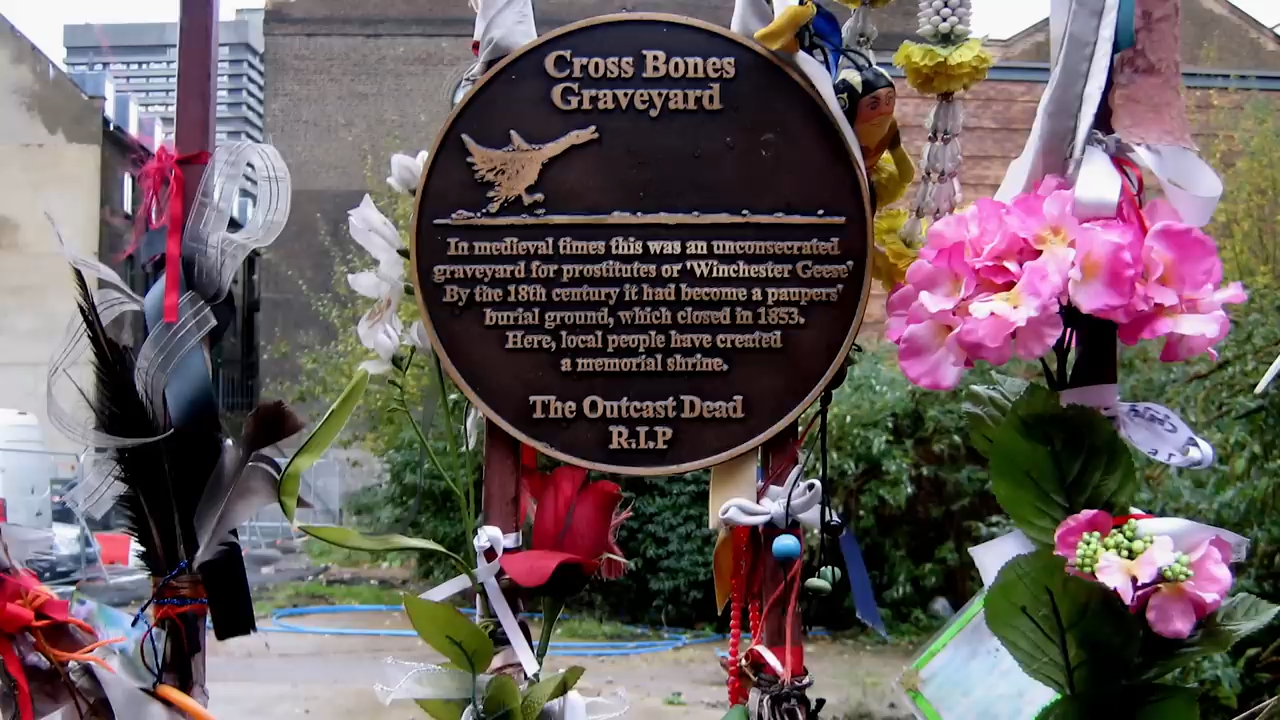 Cross Bones
Graveyard
In medieval times this was an unconsecrated
graveyard for prostitutes or 'Winchester Geese'
By the 18th century it had become a paupers'
burial ground, which closed in 1853.
Here, local people have created
a memorial shrine.
The Outcast Dead
R.I.P